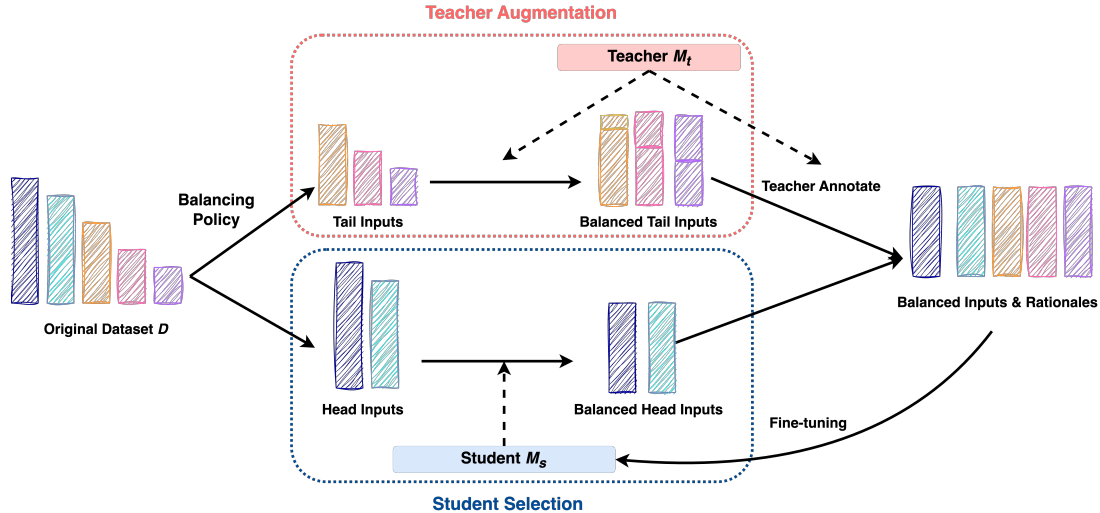 Teacher Augmentation
Teacher Mt
Balancing
Policy
Tail Inputs
Balanced Tail Inputs
Teacher Annotate
Original Dataset D
Balanced Inputs & Rationales
Head Inputs
Balanced Head Inputs
Fine-tuning
Student Ms
Student Selection